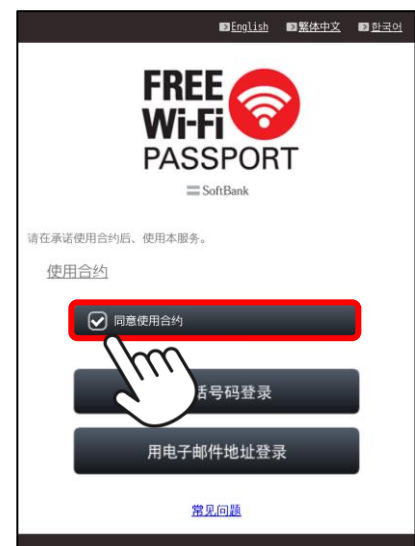 English 繁体中文 한국어
FREE
Wi-Fi
PASSPORT
SoftBank
请在承诺使用合约后、使用本服务。
使用合约
同意使用合约
号码登录
用电子邮件地址登录
常见问题